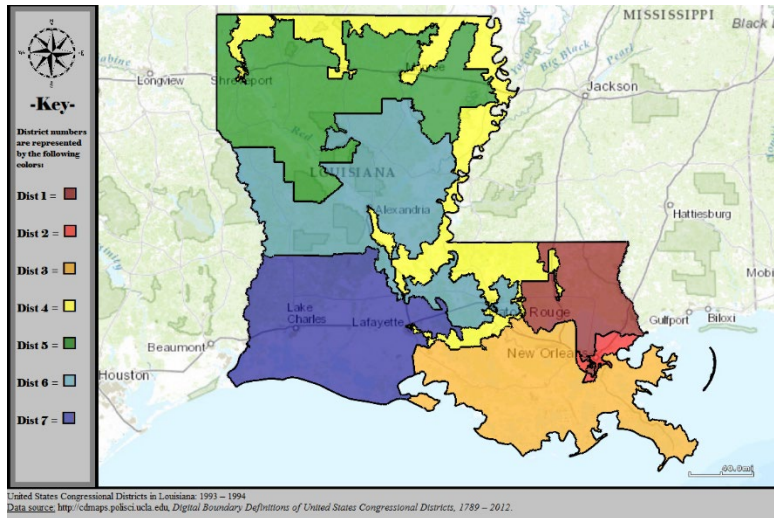 MISSISSIPPI
Black
Big Black
Pearl
Sabine
Longview
Shreveport
Jackson
-Key-
District numbers
are represented
by the following
colors:
Red
LOUISIANA
Dist 1 =
Alexandria
Hattiesburg
Dist 2 =
Dist 3 =
Mobi
Dist 4 =
Lake
Charles
Lafayette
Rouge
Gulfport
Biloxi
Dist 5 =
Beaumont
New Orlean
Houston
Dist 6 =
Dist 7 =
United States Congressional Districts in Louisiana: 1993 – 1994
Data source: http://cdmaps.polisci.ucla.edu, Digital Boundary Definitions of United States Congressional Districts, 1789 – 2012.